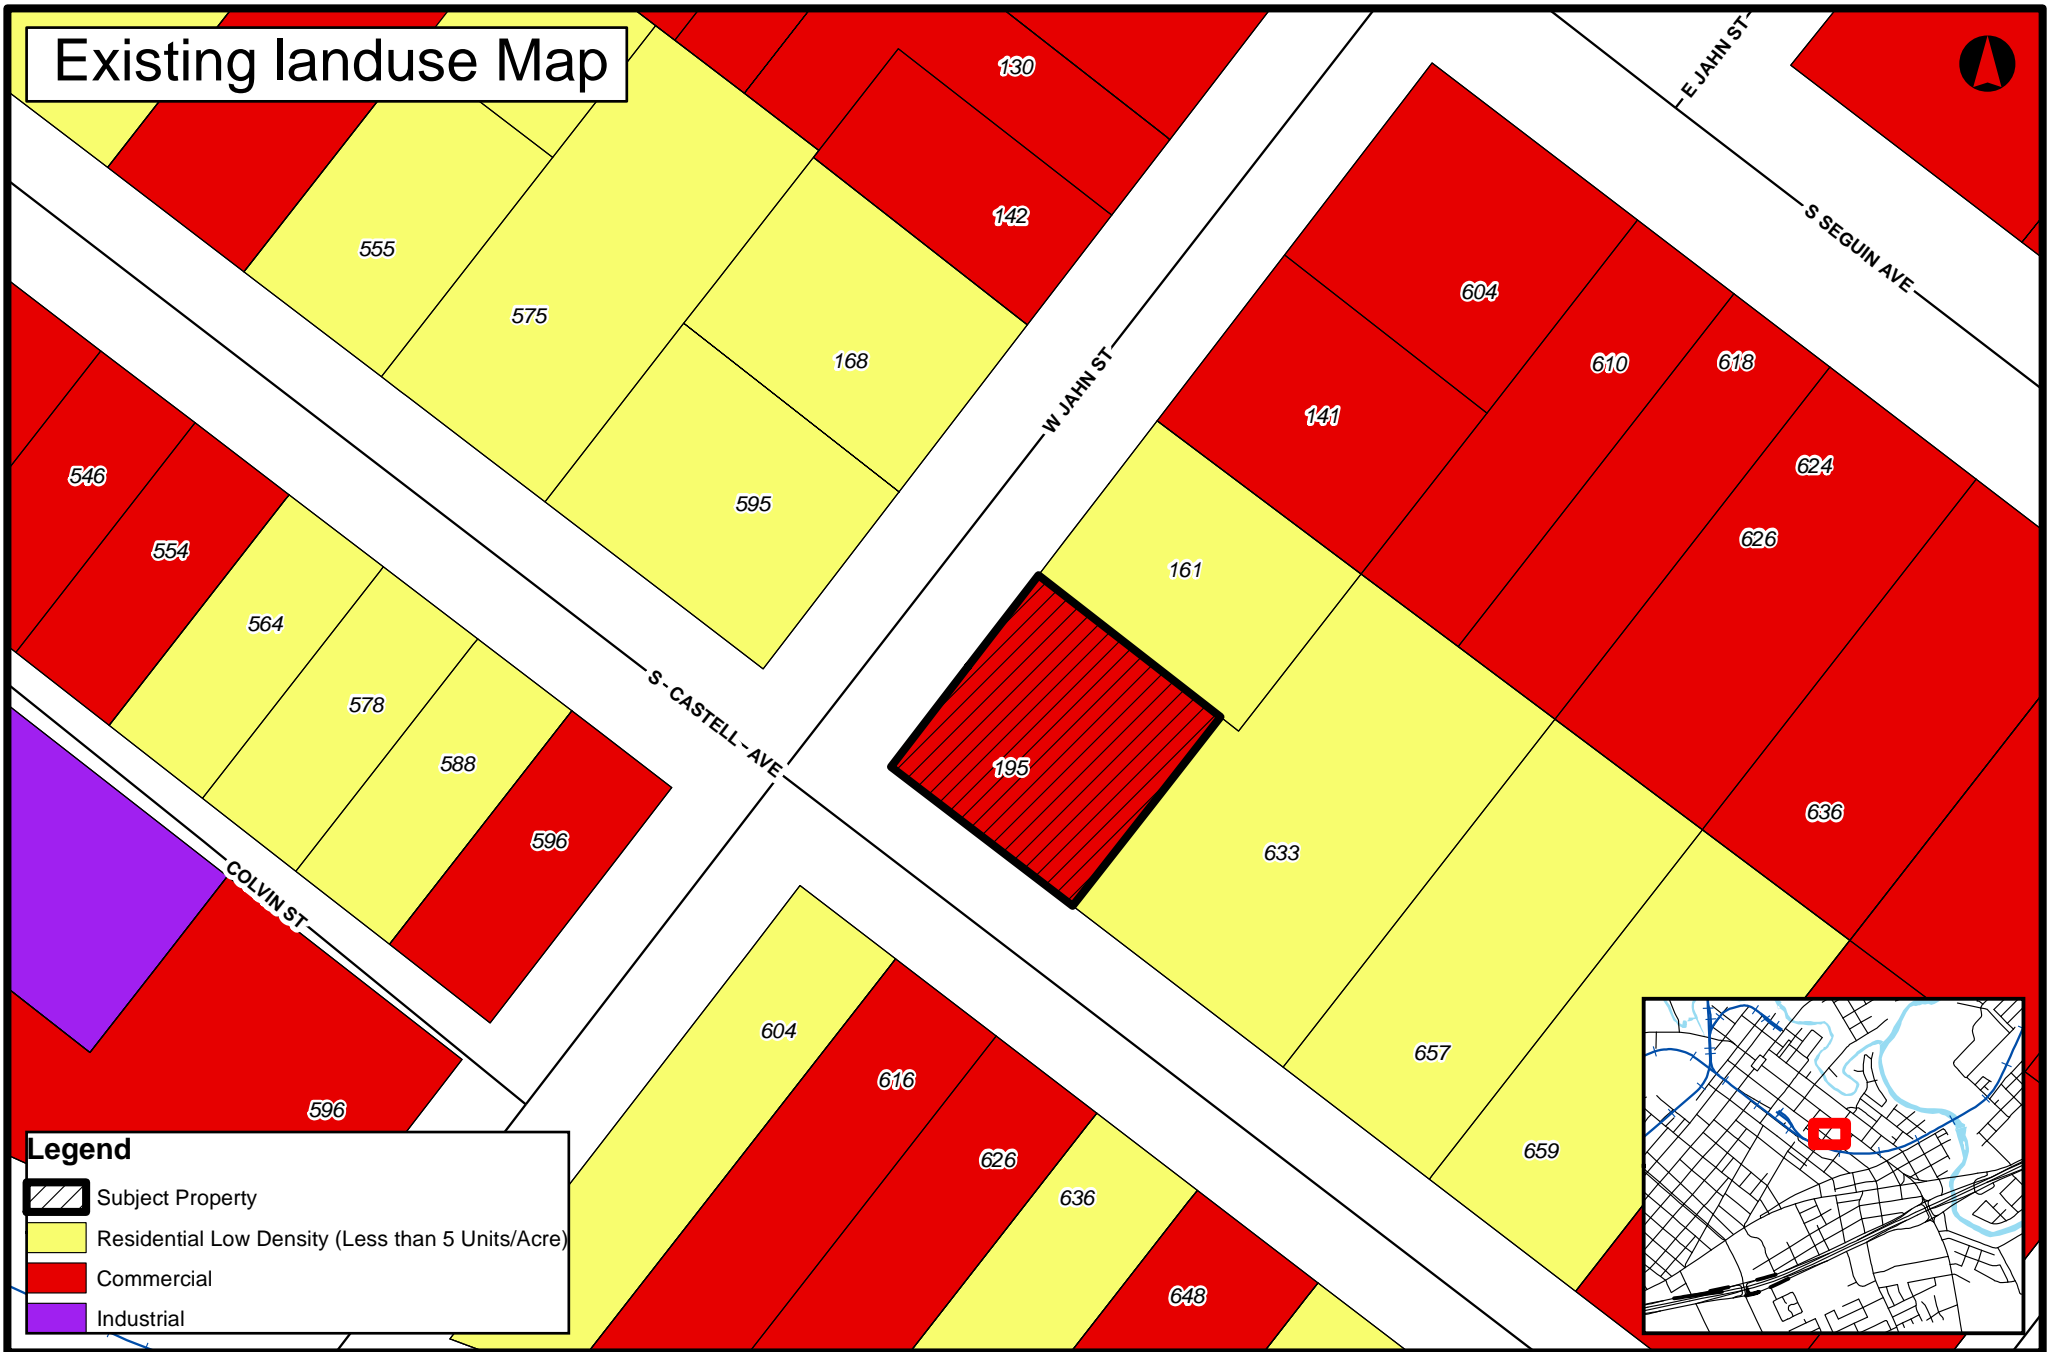 Existing landuse Map
130
E JAHN ST
142
S SEGUIN AVE
555
575
604
168
W JAHN ST
610
618
141
624
546
595
626
554
161
564
578
S - CASTELL - AVE
588
195
596
633
636
COLVIN ST
604
657
616
596
626
659
636
648
Legend
Subject Property
Residential Low Density (Less than 5 Units/Acre)
Commercial
Industrial